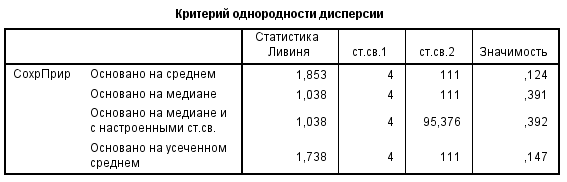 Критерий однородности дисперсии
Статистика Ливиня ст.св.1 ст.св.2 Значимость
СохрПрир Основано на среднем 1,853 4 111 ,124
Основано на медиане 1,038 4 111 ,391
Основано на медиане и с настроенными ст.св. 1,038 4 95,376 ,392
Основано на усеченном среднем 1,738 4 111 ,147